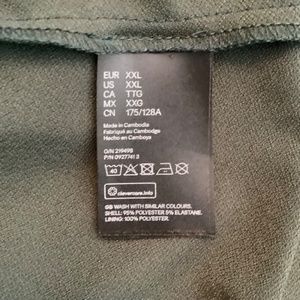 EUR XXL
US XXL
CA TTG
MX XXG
CN 175/128A
Made in Cambodia
Fabriqué au Cambodge
Hecho en Camboya
O/N 219498
P/N 0927741 3
40
clevercare.info
GB WASH WITH SIMILAR COLOURS.
SHELL: 95% POLYESTER 5% ELASTANE.
LINING: 100% POLYESTER.